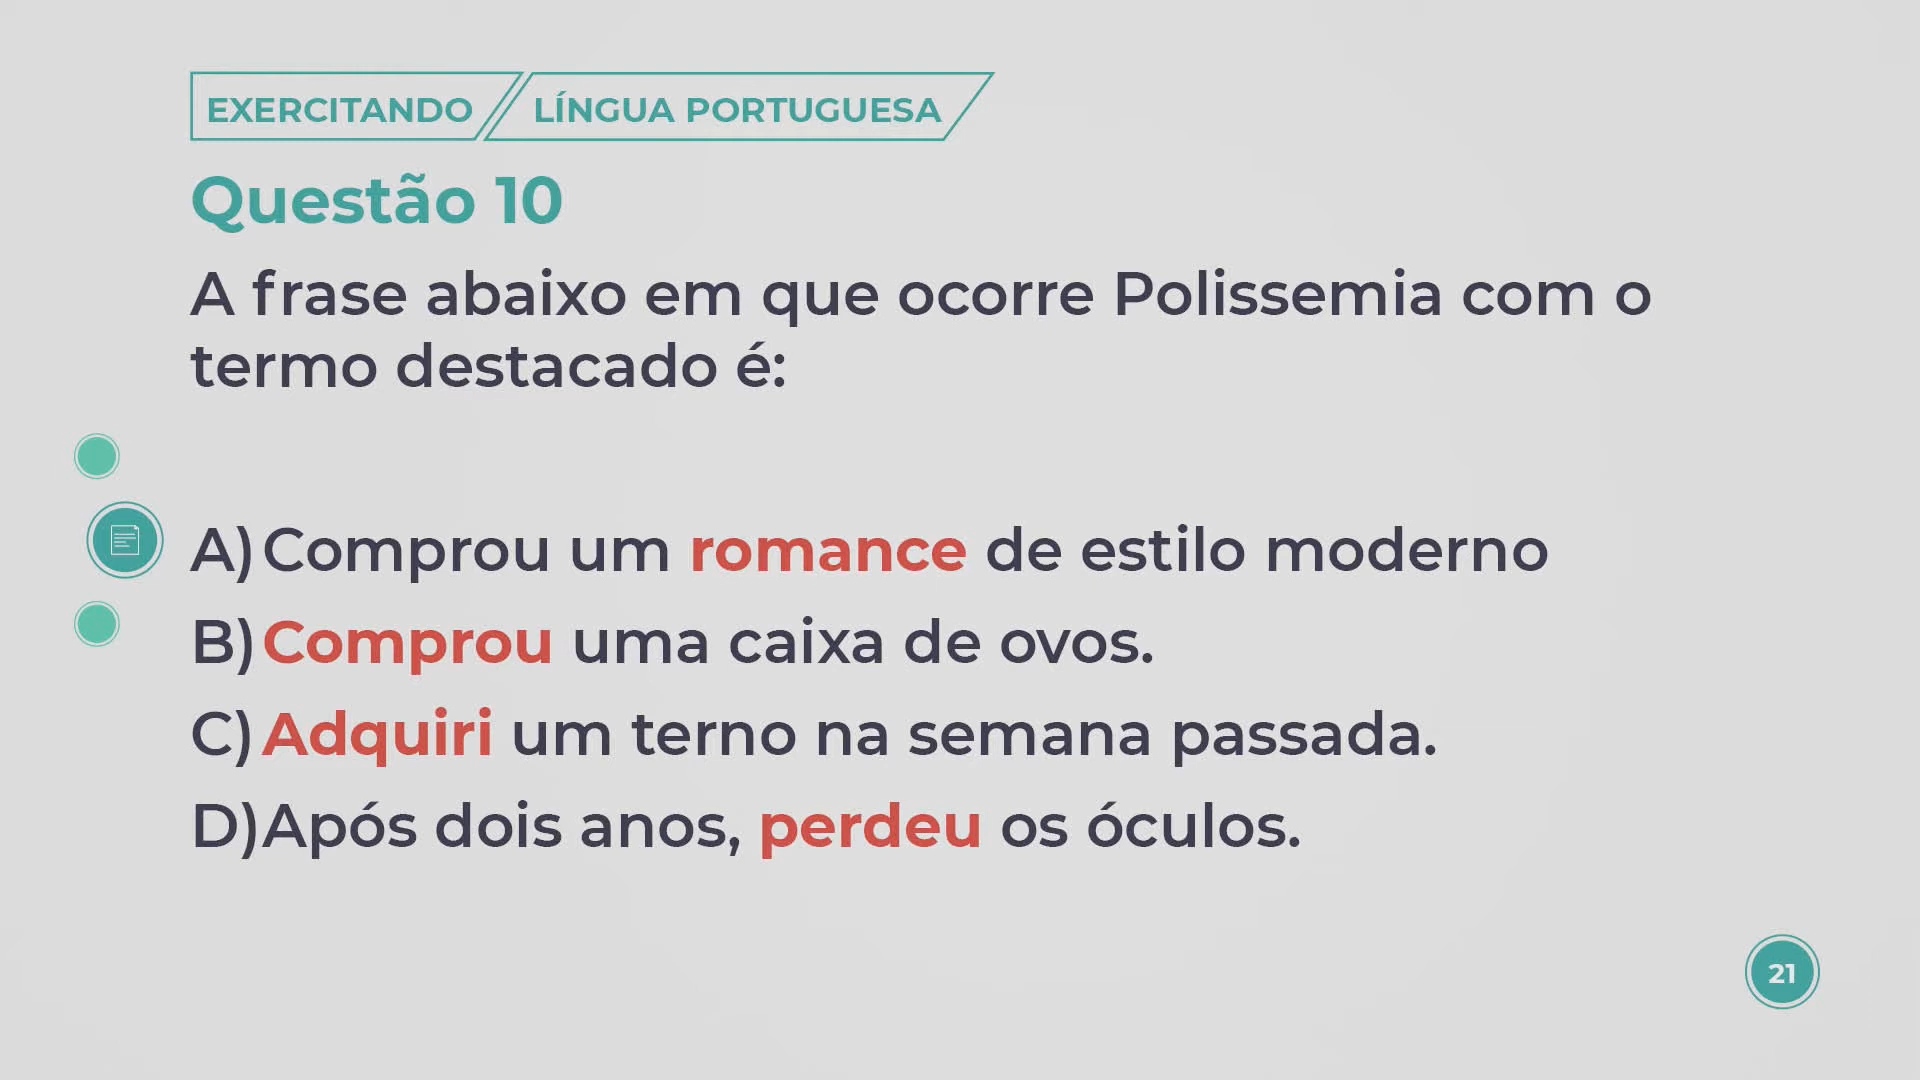 EXERCITANDO LÍNGUA PORTUGUESA
Questão 10
A frase abaixo em que ocorre Polissemia com o
termo destacado é:
A) Comprou um romance de estilo moderno
B) Comprou uma caixa de ovos.
C) Adquiri um terno na semana passada.
D) Após dois anos, perdeu os óculos.
21